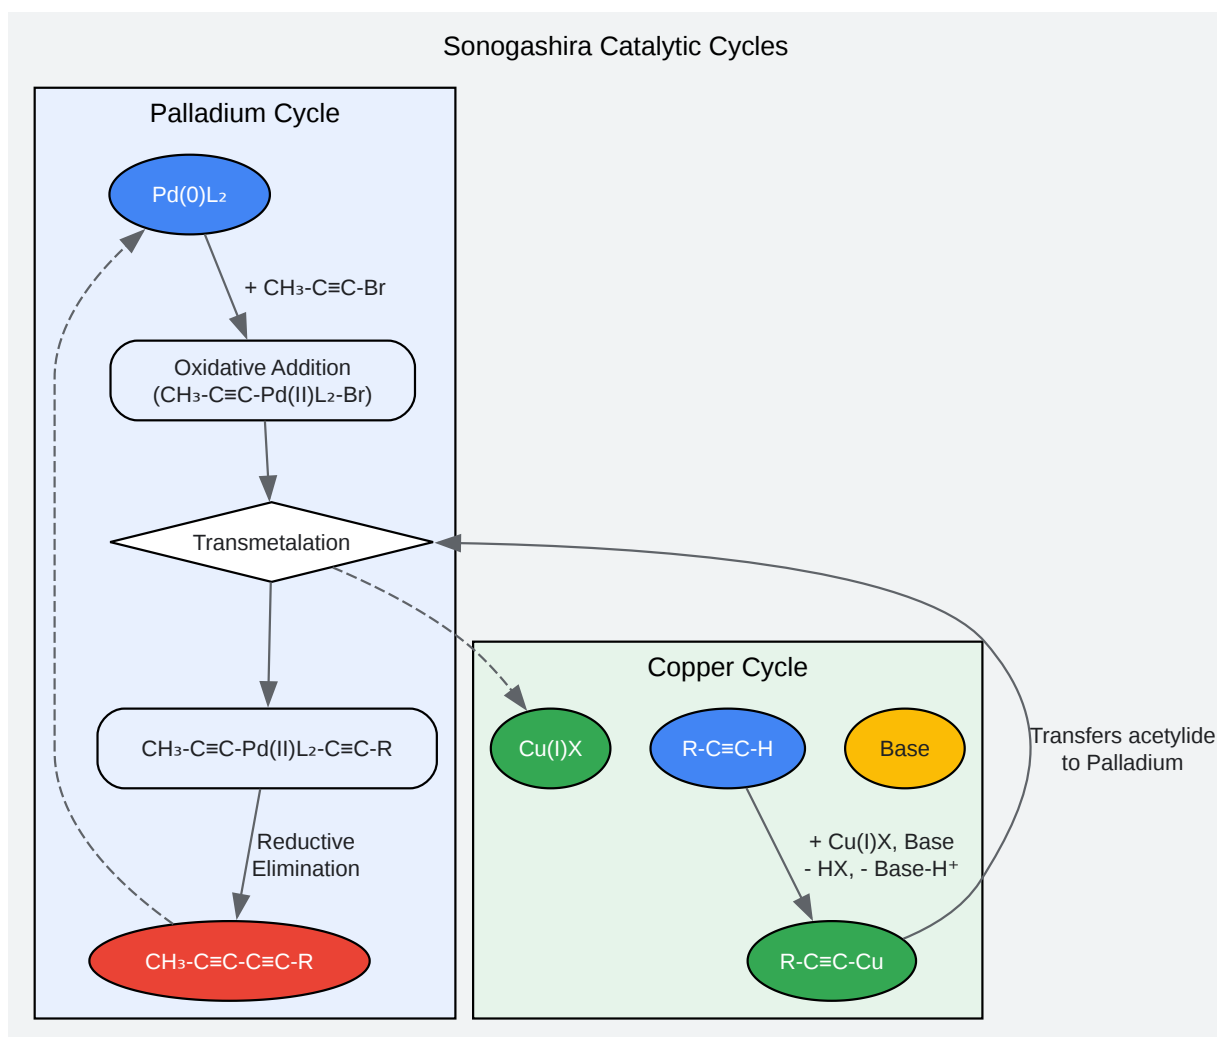 Sonogashira Catalytic Cycles
Palladium Cycle
Pd(0)L₂
+ CH₃-C≡C-Br
Oxidative Addition
(CH₃-C≡C-Pd(II)L₂-Br)
Transmetalation
CH₃-C≡C-Pd(II)L₂-C≡C-R
Reductive
Elimination
CH₃-C≡C-C≡C-R
Copper Cycle
Cu(I)X
R-C≡C-H
Base
+ Cu(I)X, Base
- HX, - Base-H⁺
R-C≡C-Cu
Transfers acetylide
to Palladium